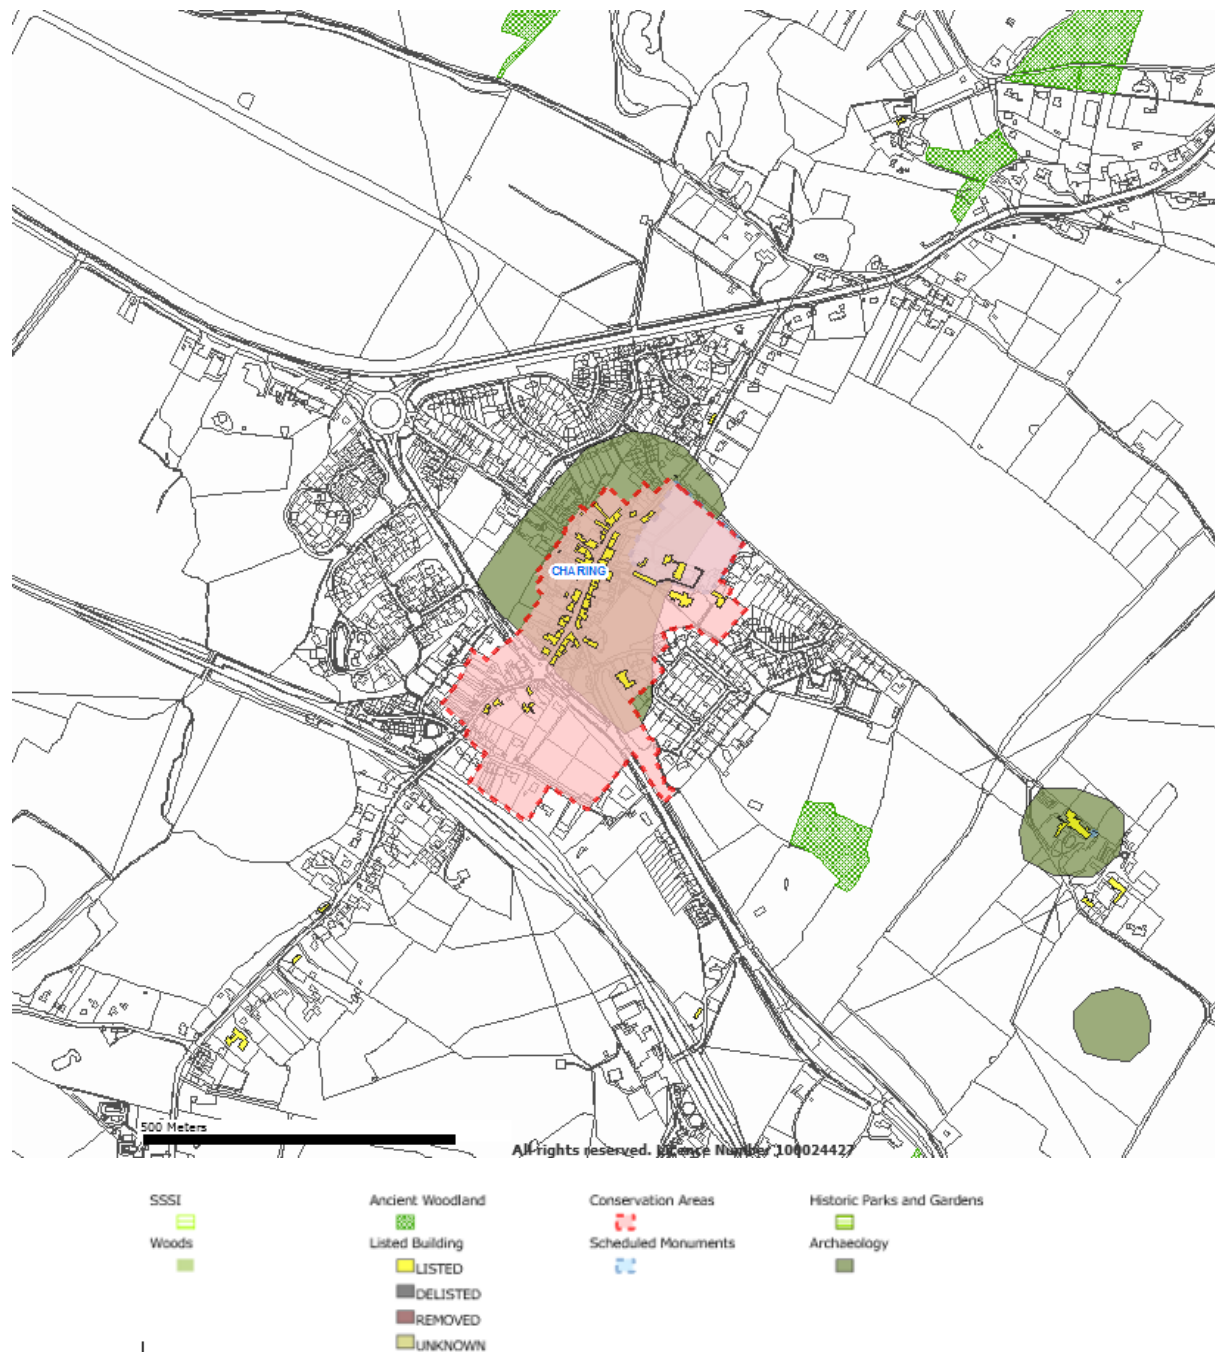 CHARING
500 Meters
All rights reserved. Licence Number 100024427
SSSI
Ancient Woodland
Conservation Areas
Historic Parks and Gardens
Woods
Listed Building
Scheduled Monuments
Archaeology
LISTED
DELISTED
REMOVED
UNKNOWN